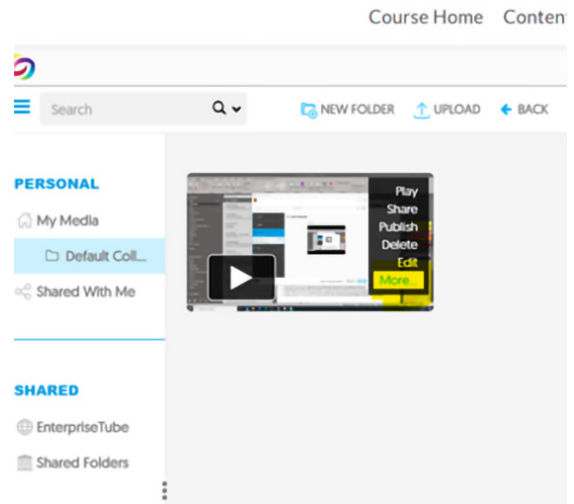 Course Home Content
Search
NEW FOLDER UPLOAD BACK
PERSONAL
My Media
Default Coll...
Shared With Me
SHARED
EnterpriseTube
Shared Folders
Play
Share
Publish
Delete
Edit
More...